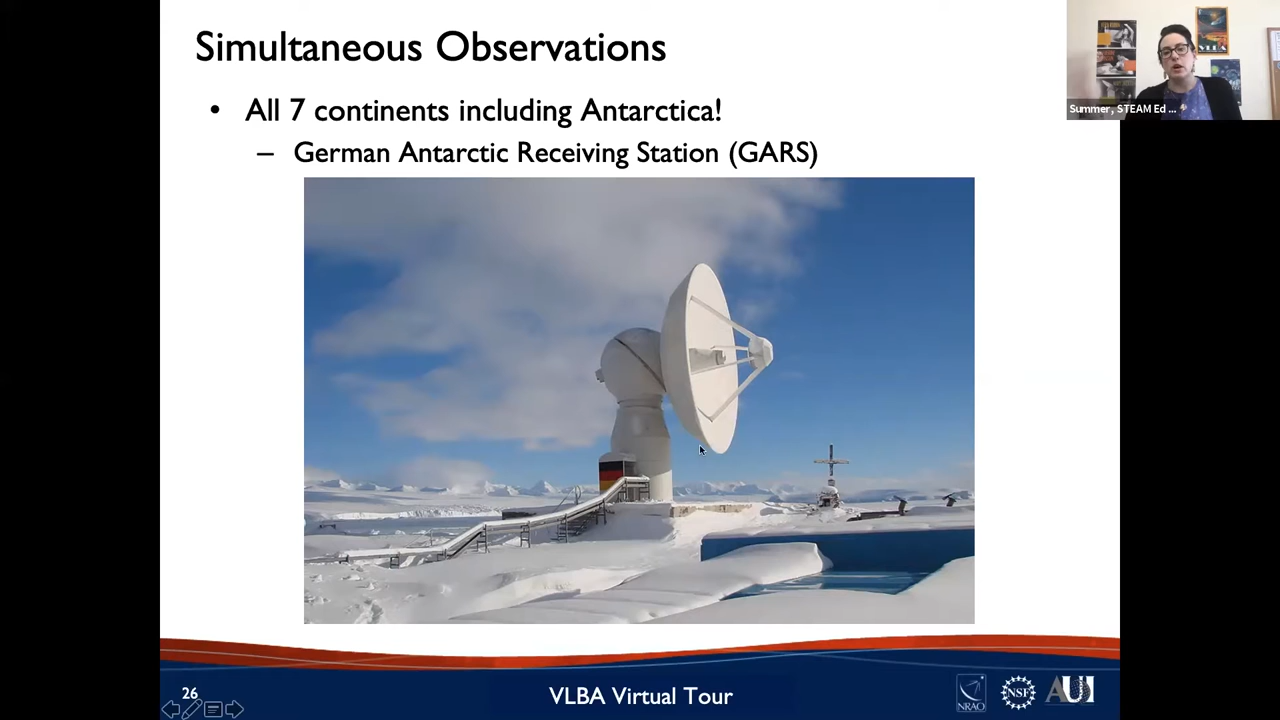 Simultaneous Observations
• All 7 continents including Antarctica!
– German Antarctic Receiving Station (GARS)
VLBA
Summer, STEAM Ed ...
26
VLBA Virtual Tour
NRAO
NSF
AUI